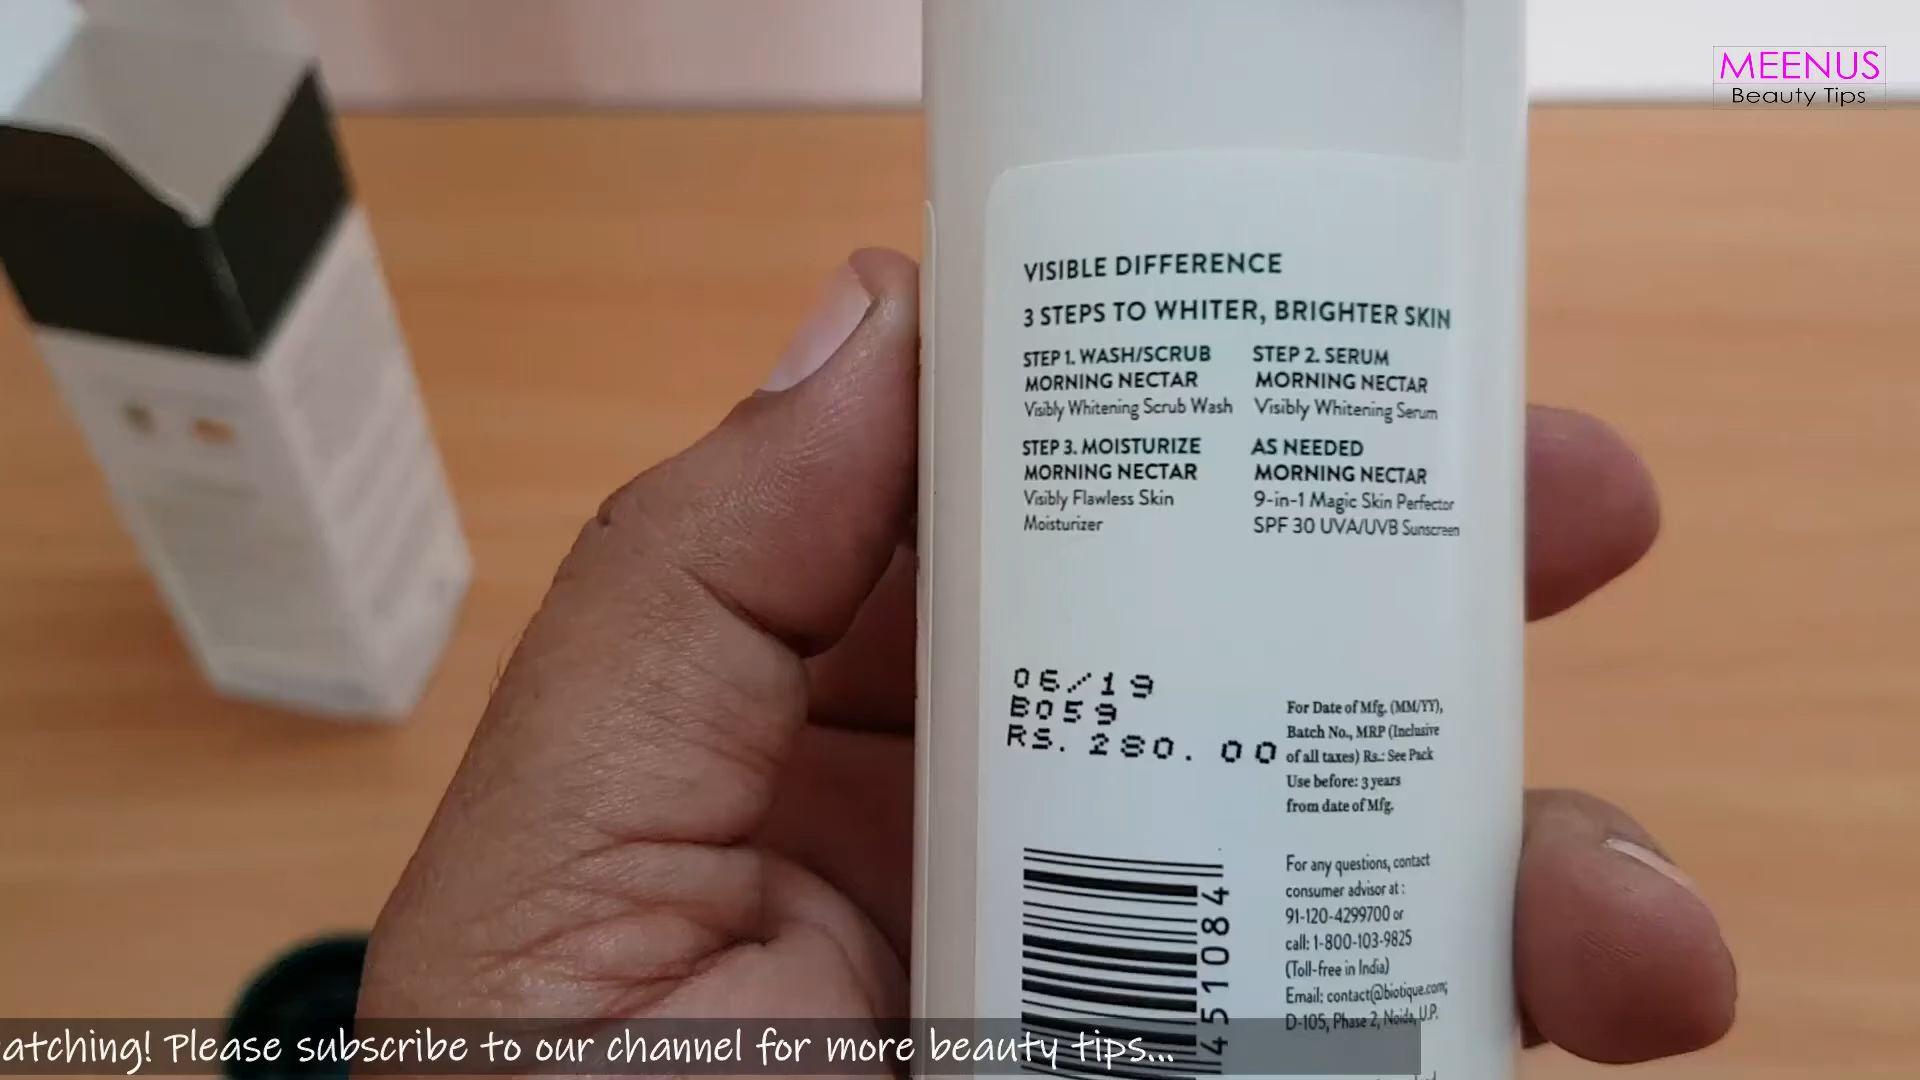 MEENUS
Beauty Tips
VISIBLE DIFFERENCE
3 STEPS TO WHITER, BRIGHTER SKIN
STEP 1. WASH/SCRUB
MORNING NECTAR
Visibly Whitening Scrub Wash
STEP 2. SERUM
MORNING NECTAR
Visibly Whitening Serum
STEP 3. MOISTURIZE
MORNING NECTAR
Visibly Flawless Skin
Moisturizer
AS NEEDED
MORNING NECTAR
9-in-1 Magic Skin Perfector
SPF 30 UVA/UVB Sunscreen
06/19
B059
RS. 280.00
For Date of Mfg. (MM/YY),
Batch No., MRP (Inclusive
of all taxes) Rs.: See Pack
Use before: 3 years
from date of Mfg.
451084
For any questions, contact
consumer advisor at :
91-120-4299700 or
call: 1-800-103-9825
(Toll-free in India)
Email: contact@biotique.com;
D-105, Phase 2, Noida, U.P.
atching! Please subscribe to our channel for more beauty tips...